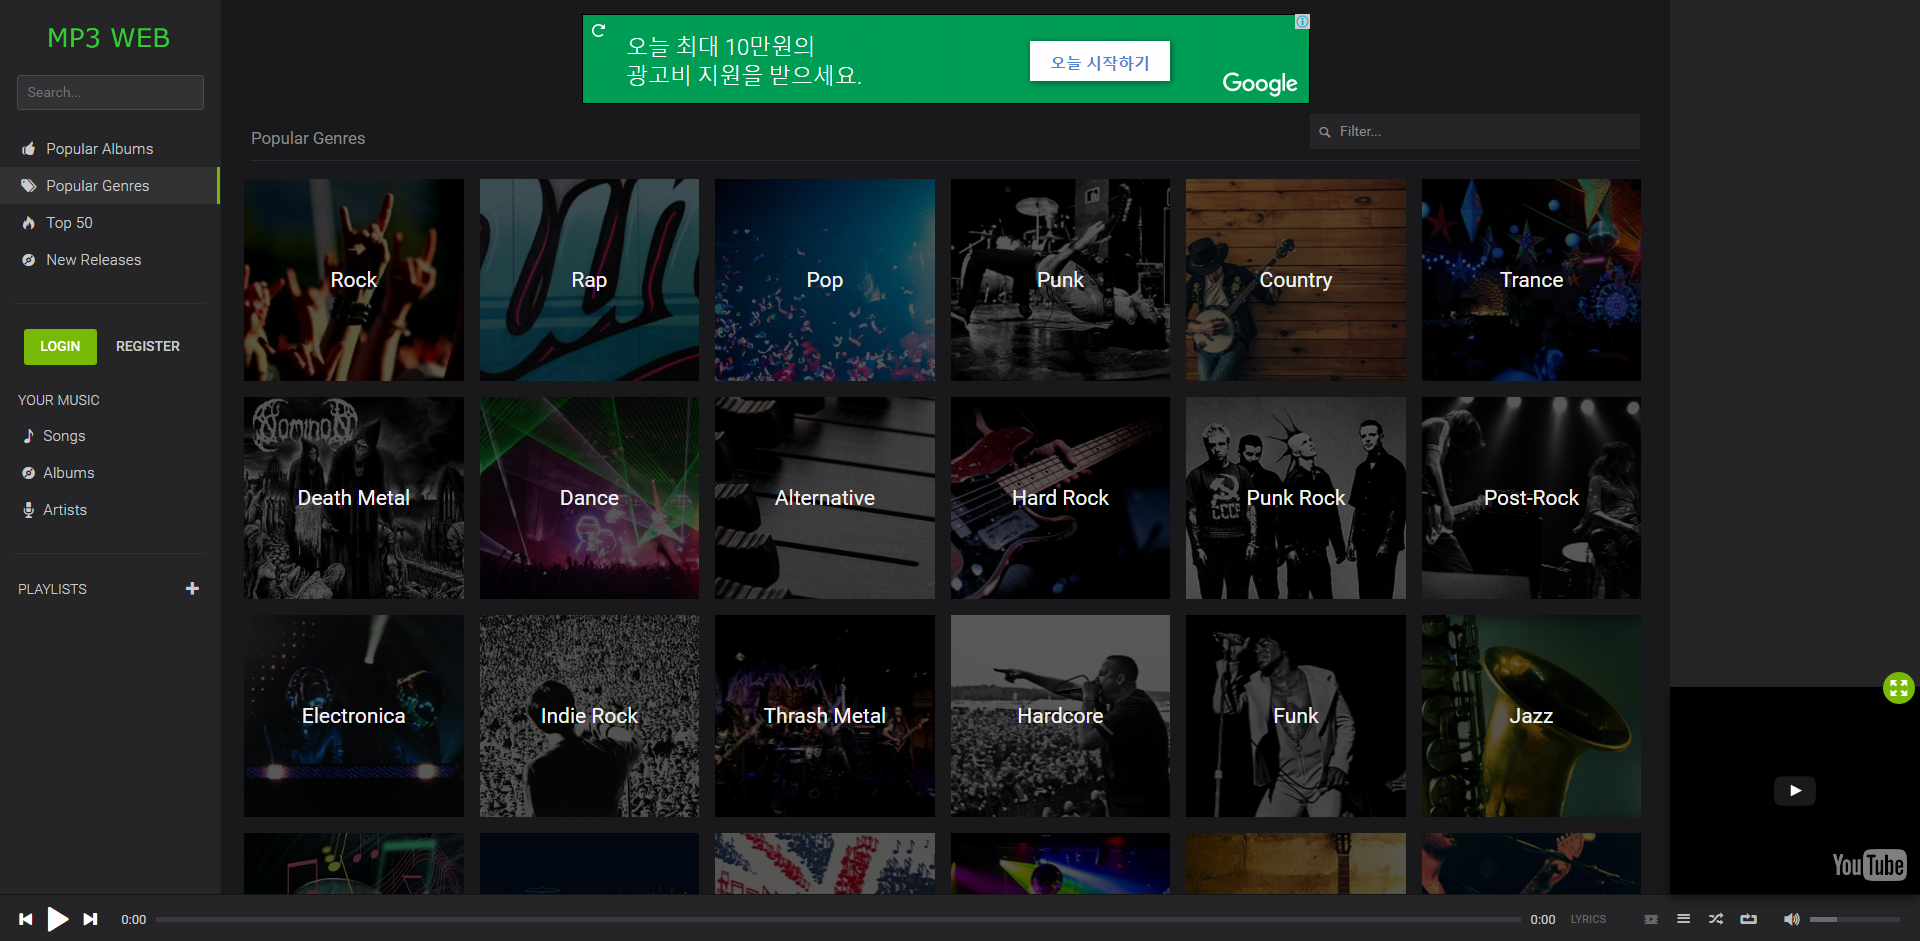 MP3 WEB
Search...
Popular Albums
Popular Genres
Top 50
New Releases
LOGIN REGISTER
YOUR MUSIC
Songs
Albums
Artists
PLAYLISTS
오늘 최대 10만원의
광고비 지원을 받으세요.
오늘 시작하기
Google
Popular Genres
Filter...
Rock Rap Pop Punk Country Trance
CCCP
Death Metal Dance Alternative Hard Rock Punk Rock Post-Rock
Electronica Indie Rock Thrash Metal Hardcore Funk Jazz
YouTube
0:00 0:00 LYRICS